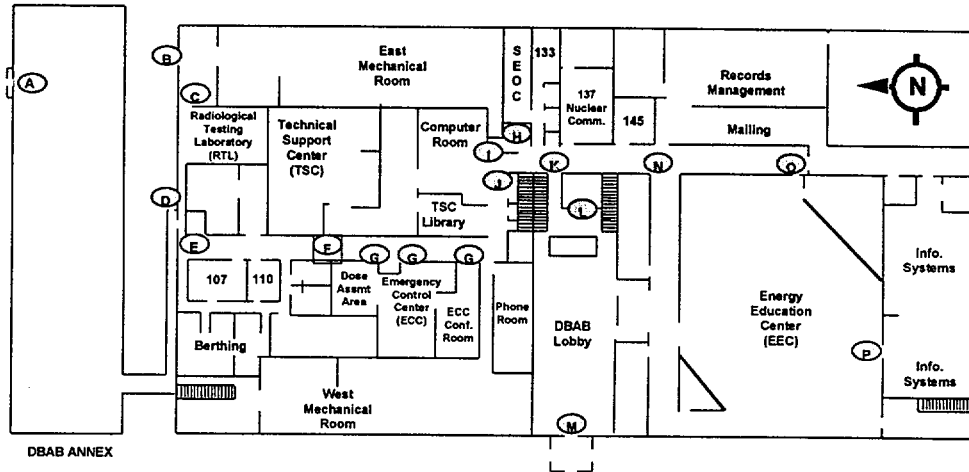 A
B
C
East
Mechanical
Room
SEOC
133
137
Nuclear
Comm.
145
Records
Management
Mailing
N
Radiological
Testing
Laboratory
(RTL)
Technical
Support
Center
(TSC)
Computer
Room
H
I
J
K
N
O
D
E
F
G
G
G
TSC
Library
L
107
110
Dose
Assmt
Area
Emergency
Control
Center
(ECC)
ECC
Conf.
Room
Phone
Room
DBAB
Lobby
Energy
Education
Center
(EEC)
Info.
Systems
P
Info.
Systems
Berthing
West
Mechanical
Room
M
DBAB ANNEX